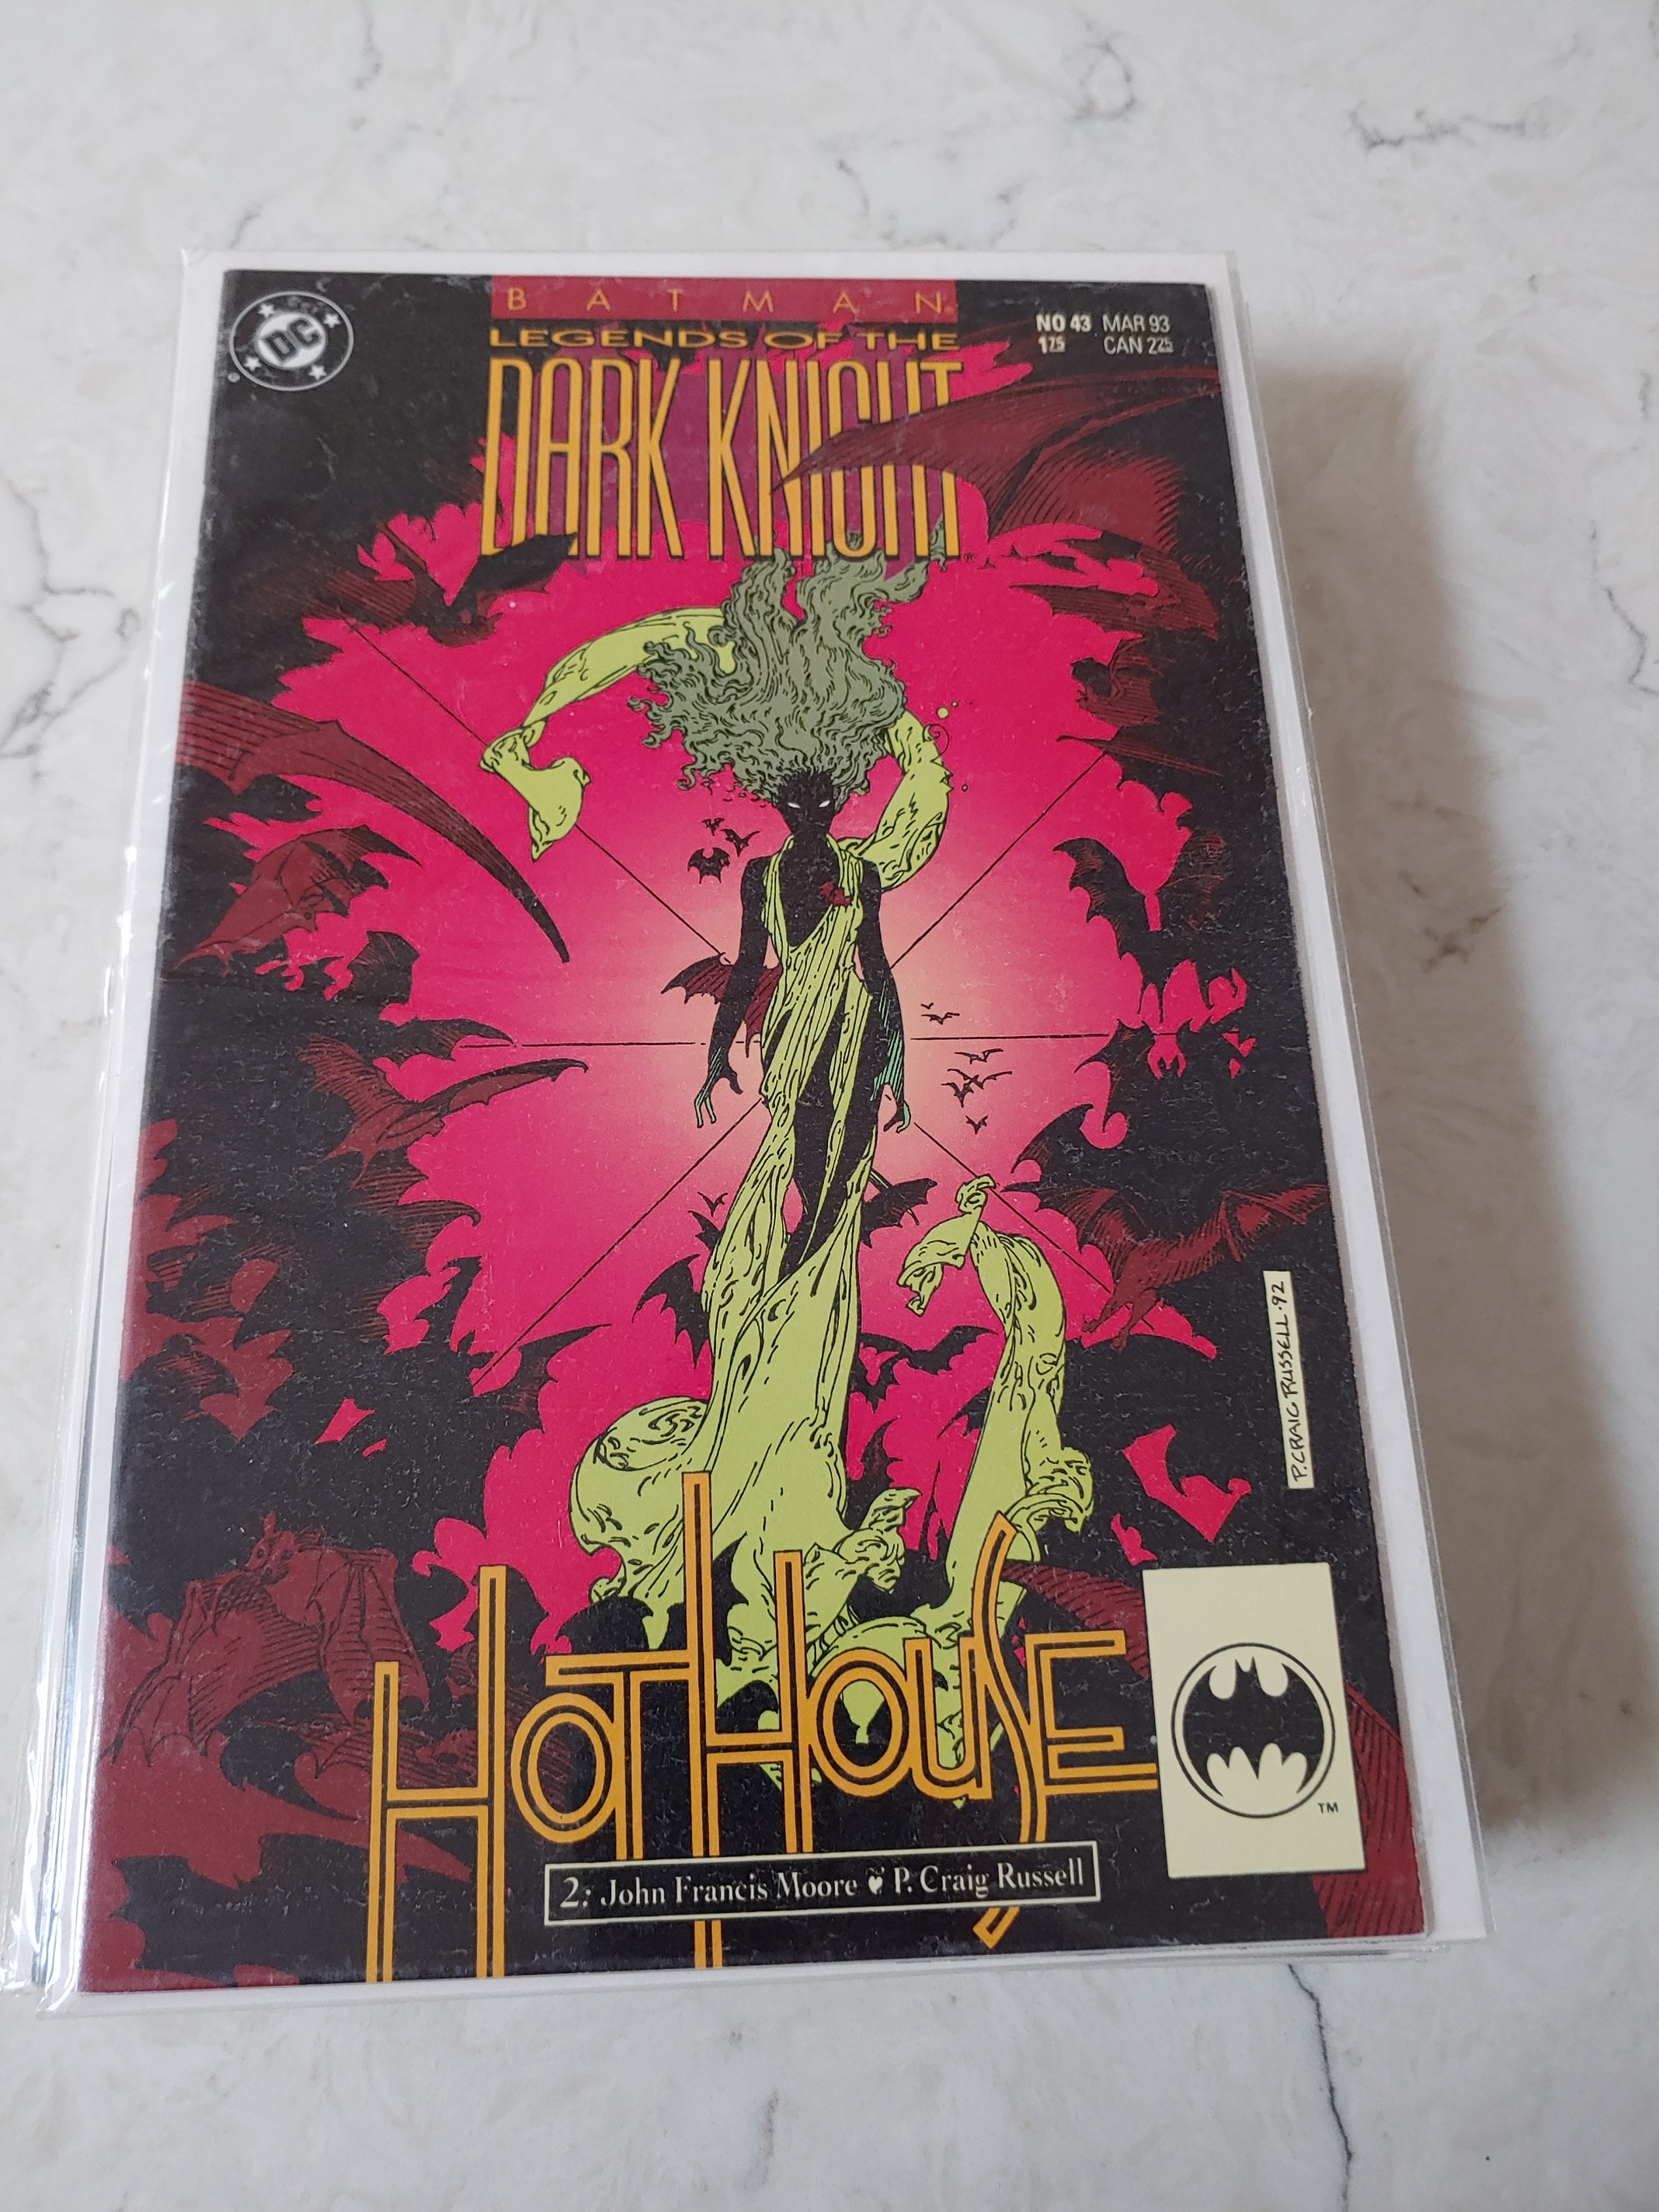 DC
BATMAN
LEGENDS OF THE
DARK KNIGHT
NO 43 MAR 93
1 75 CAN 2 25
P. CRAIG RUSSELL · 92
HOTHOUSE
TM
2: John Francis Moore P. Craig Russell